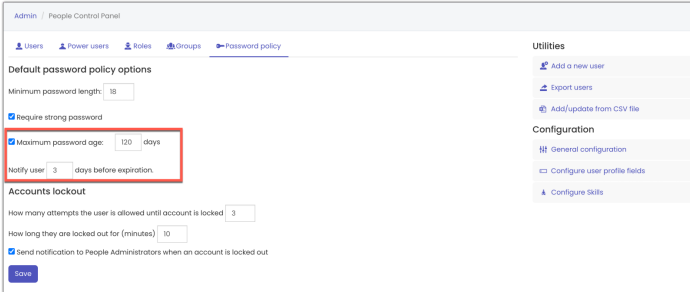 Admin / People Control Panel
Users Power users Roles Groups Password policy
Default password policy options
Minimum password length: 18
Require strong password
Maximum password age: 120 days
Notify user 3 days before expiration.
Accounts lockout
How many attempts the user is allowed until account is locked 3
How long they are locked out for (minutes) 10
Send notification to People Administrators when an account is locked out
Save
Utilities
Add a new user
Export users
Add/update from CSV file
Configuration
General configuration
Configure user profile fields
Configure Skills